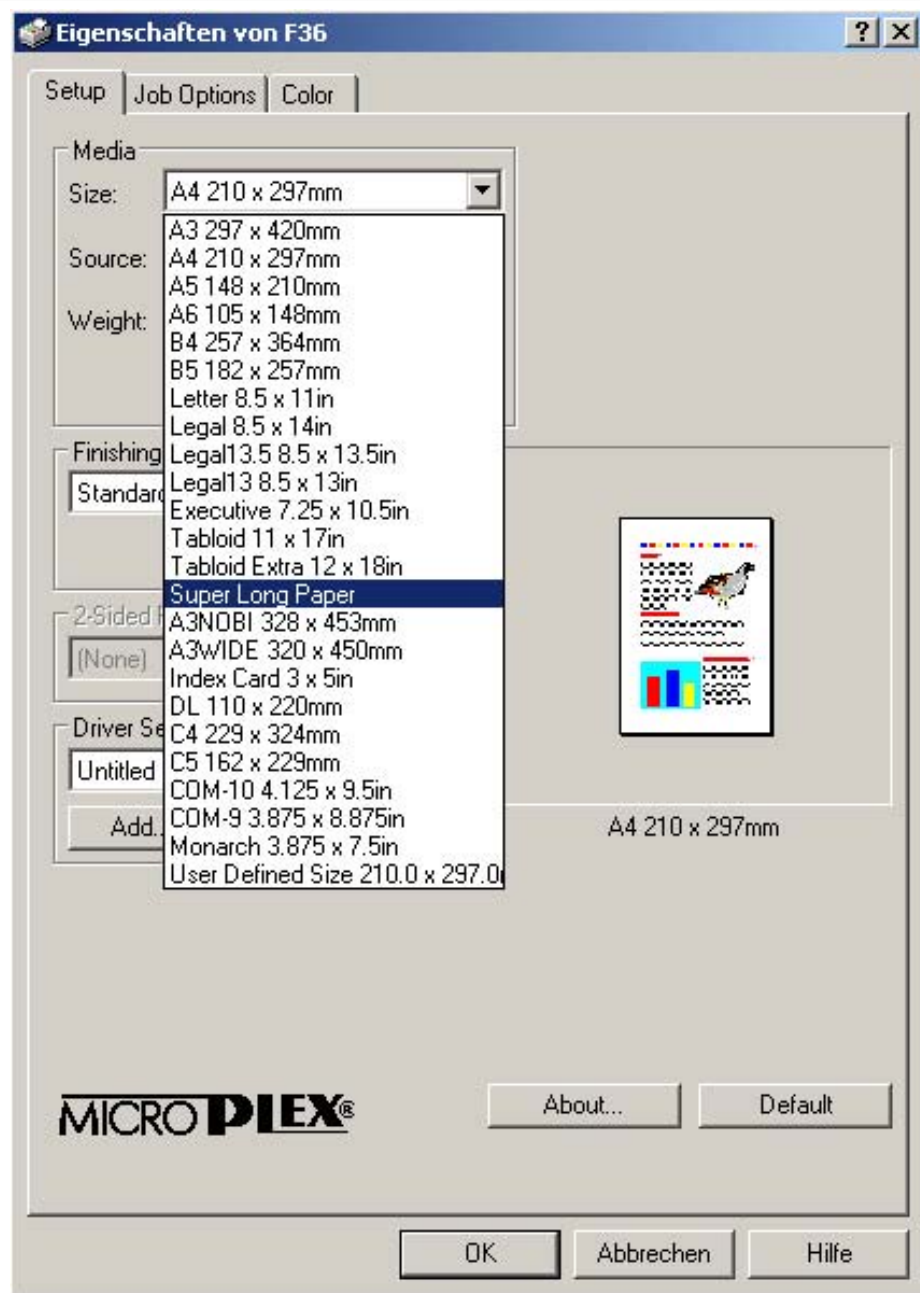 Eigenschaften von F36
? X
Setup Job Options Color
Media
Size: A4 210 x 297mm
A3 297 x 420mm
Source: A4 210 x 297mm
A5 148 x 210mm
Weight: A6 105 x 148mm
B4 257 x 364mm
B5 182 x 257mm
Letter 8.5 x 11in
Legal 8.5 x 14in
Finishing Legal13.5 8.5 x 13.5in
Standard Legal13 8.5 x 13in
Executive 7.25 x 10.5in
Tabloid 11 x 17in
Tabloid Extra 12 x 18in
Super Long Paper
2-Sided A3NOBI 328 x 453mm
(None) A3WIDE 320 x 450mm
Index Card 3 x 5in
DL 110 x 220mm
Driver Se C4 229 x 324mm
Untitled C5 162 x 229mm
COM-10 4.125 x 9.5in
Add. COM-9 3.875 x 8.875in
A4 210 x 297mm
Monarch 3.875 x 7.5in
User Defined Size 210.0 x 297.0
MICROPLEX®
About... Default
OK Abbrechen Hilfe